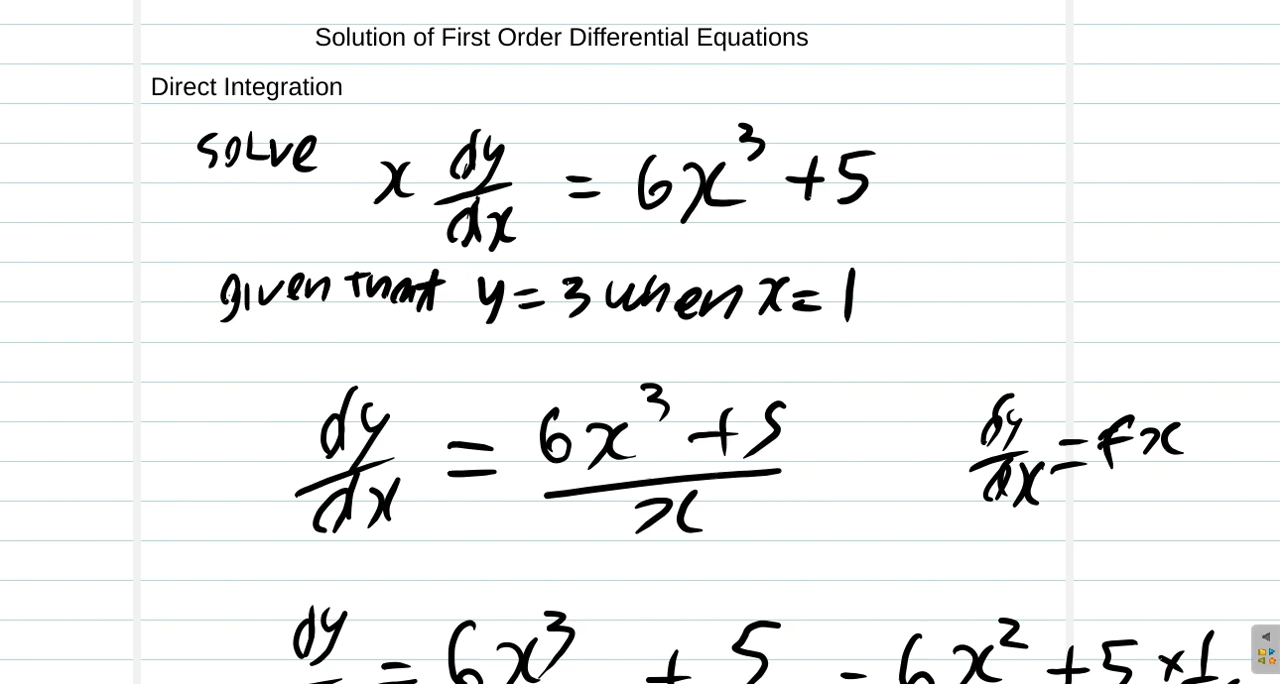 Solution of First Order Differential Equations
Direct Integration
solve x dy/dx = 6x³ + 5
given that y = 3 when x = 1
dy/dx = (6x³ + 5)/x
dy/dx = fx
dy = 6x³ + 5 = 6x² + 5 × 1